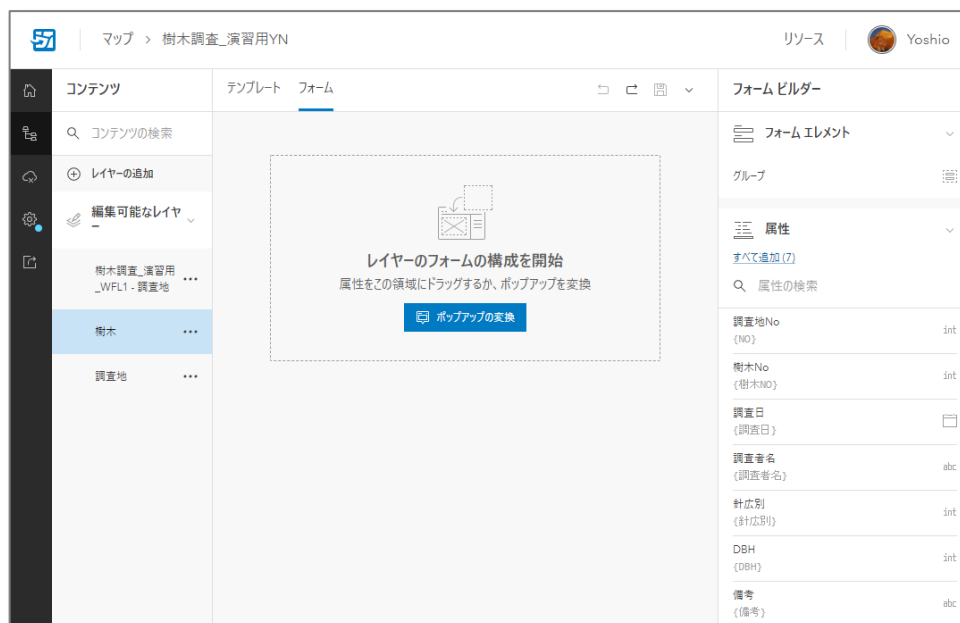 マップ > 樹木調査_演習用YN
リソース
Yoshio
コンテンツ
コンテンツの検索
レイヤーの追加
編集可能なレイヤー
樹木調査_演習用
_WFL1 - 調査地
樹木
調査地
テンプレート フォーム
レイヤーのフォームの構成を開始
属性をこの領域にドラッグするか、ポップアップを変換
ポップアップの変換
フォーム ビルダー
フォーム エレメント
グループ
属性
すべて追加 (7)
属性の検索
調査地No
{NO}
int
樹木No
{樹木NO}
int
調査日
{調査日}
調査者名
{調査者名}
abc
針広別
{針広別}
int
DBH
{DBH}
int
備考
{備考}
abc